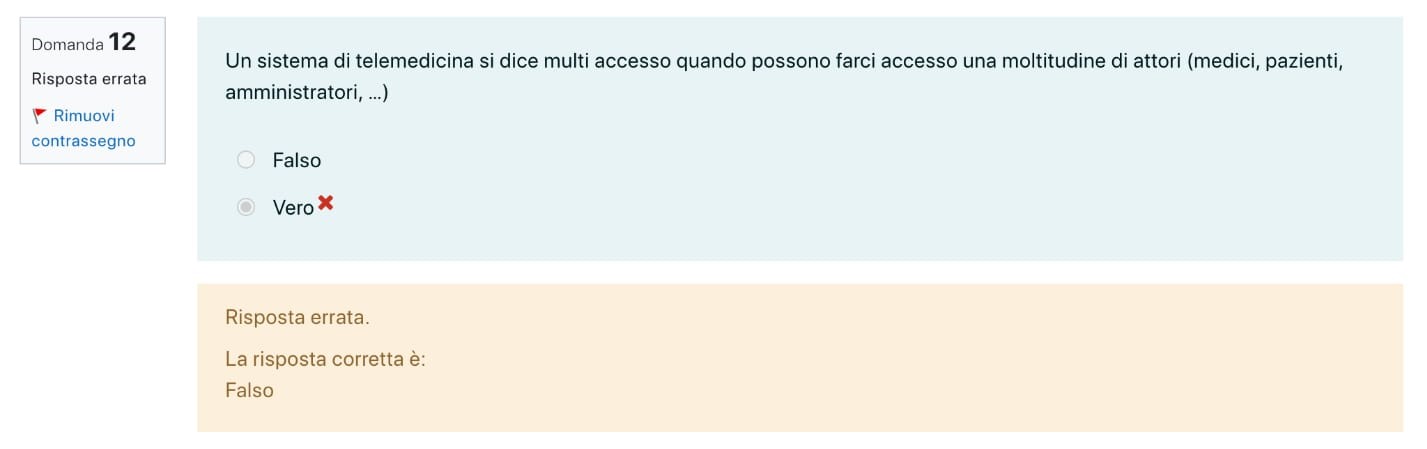 Domanda 12
Risposta errata
Rimuovi
contrassegno
Un sistema di telemedicina si dice multi accesso quando possono farci accesso una moltitudine di attori (medici, pazienti,
amministratori, ...)
Falso
Vero
Risposta errata.
La risposta corretta è:
Falso